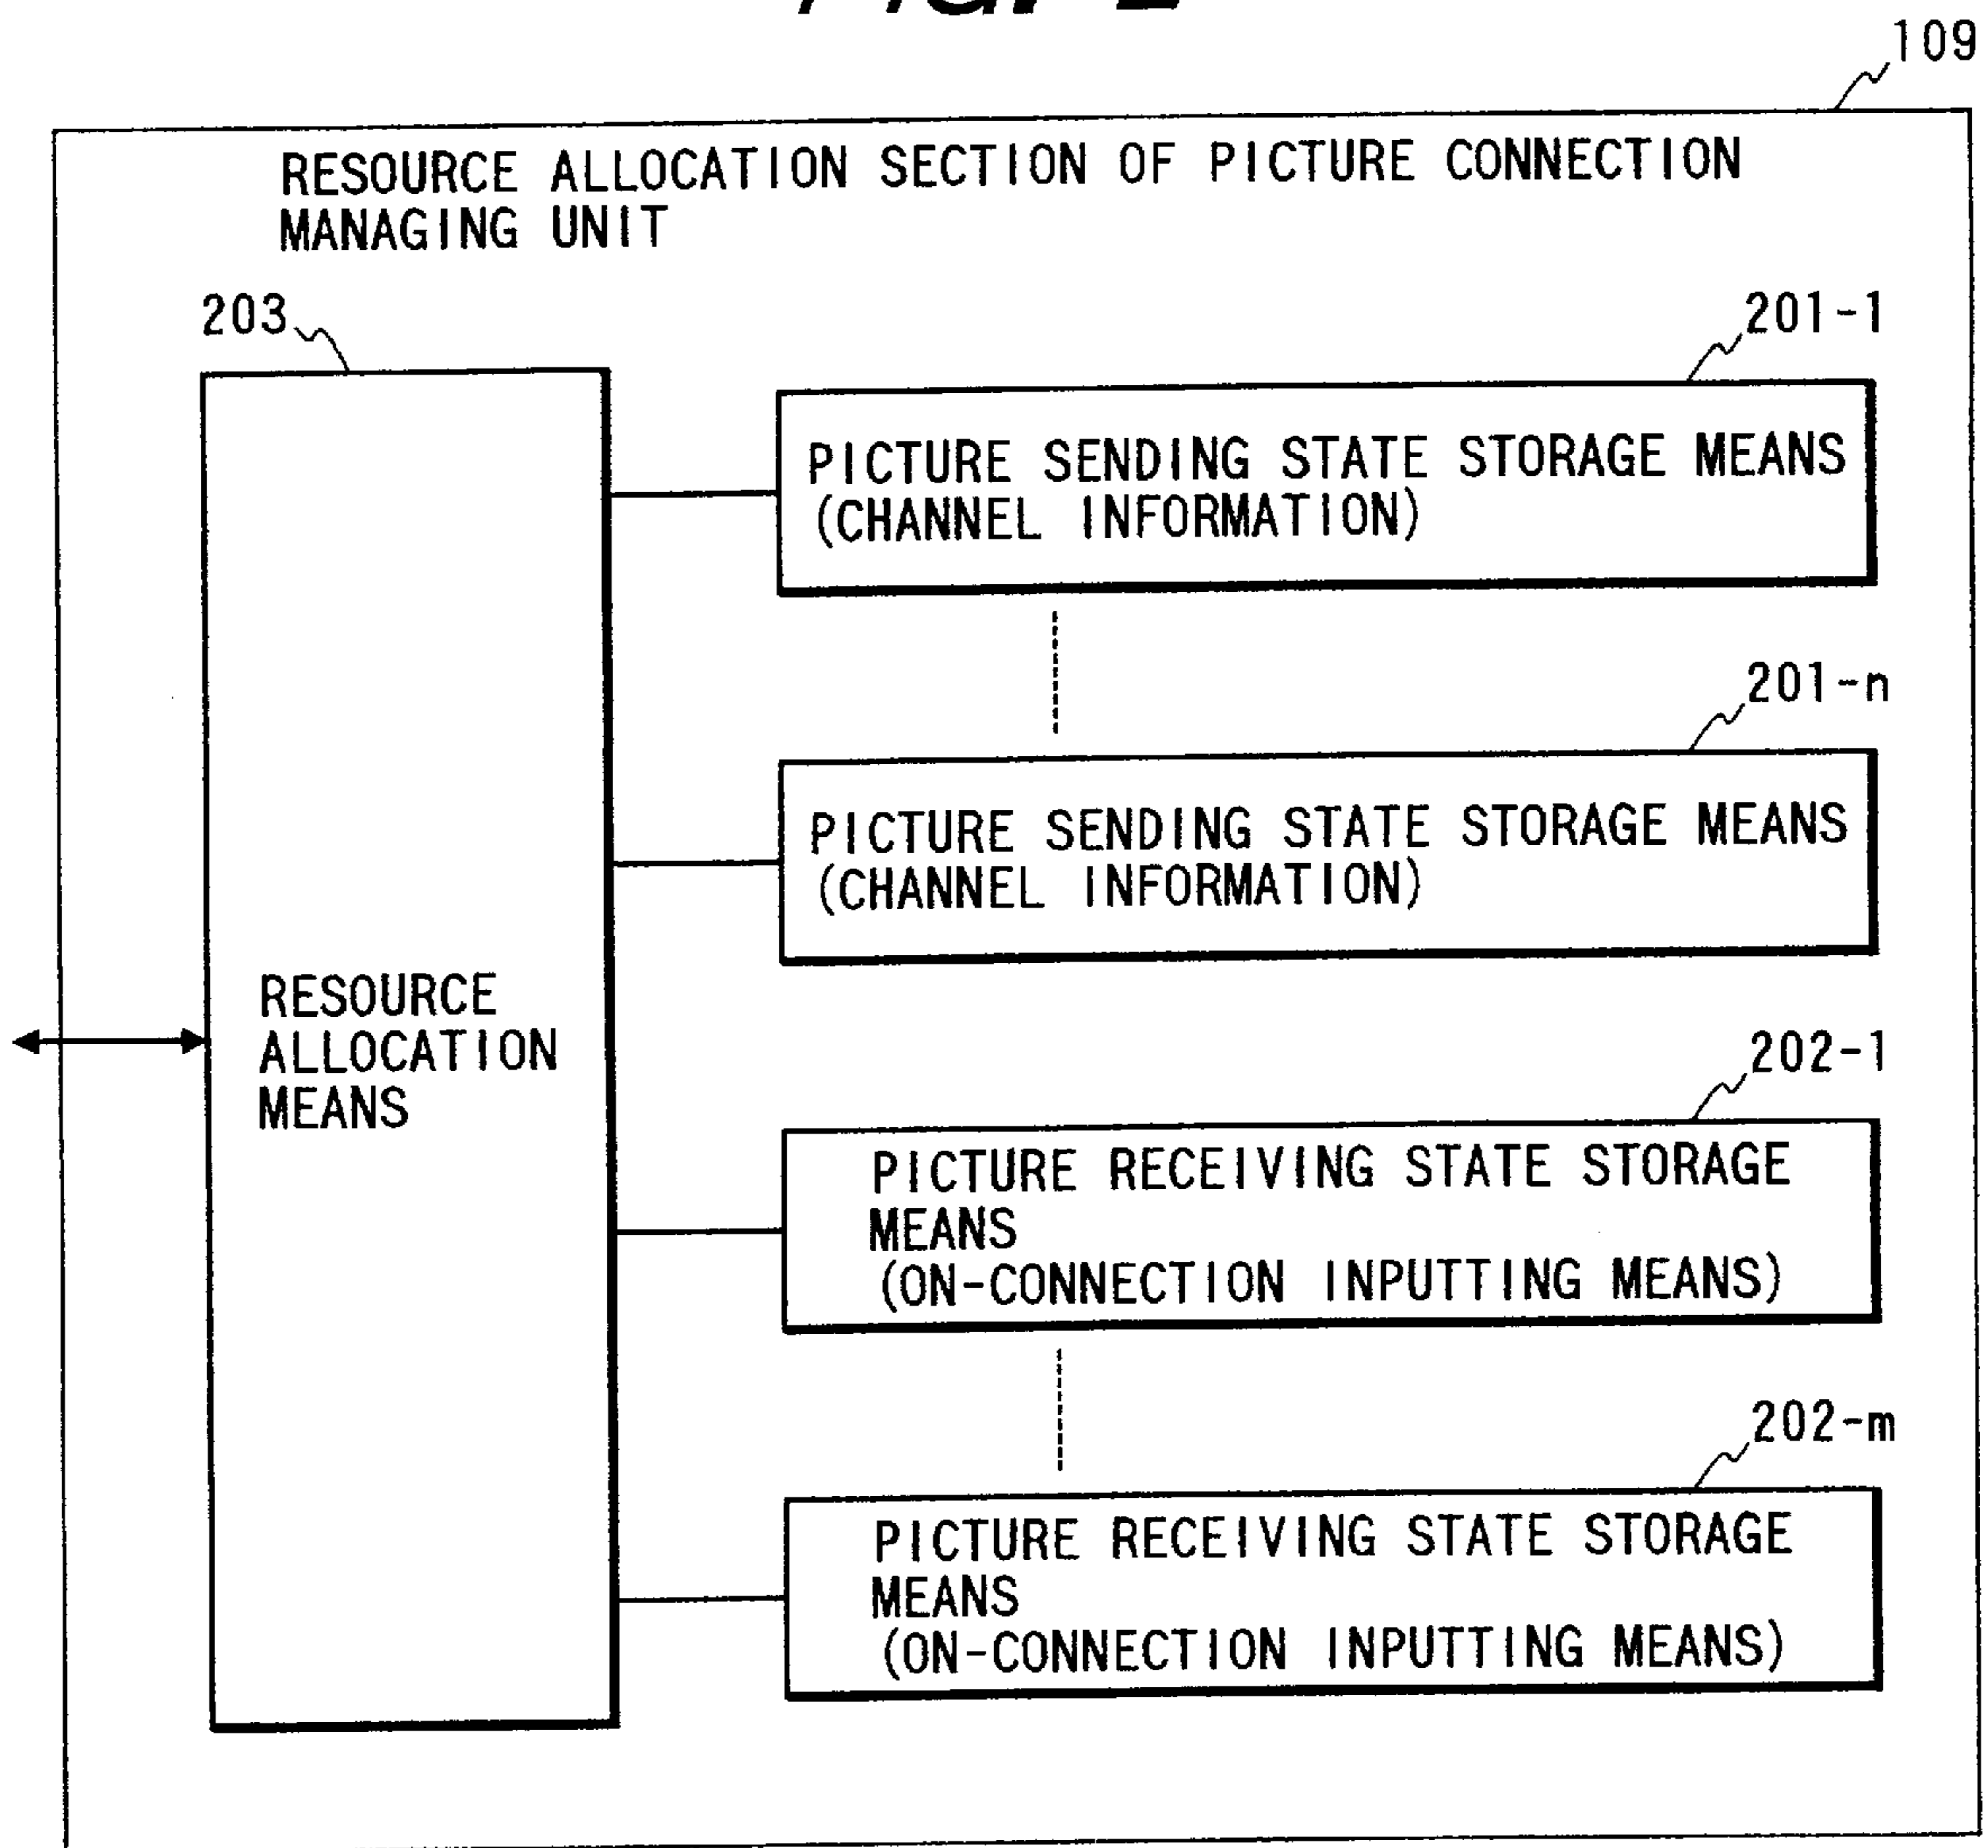 109
RESOURCE ALLOCATION SECTION OF PICTURE CONNECTION
MANAGING UNIT
203
201-1
PICTURE SENDING STATE STORAGE MEANS
(CHANNEL INFORMATION)
201-n
PICTURE SENDING STATE STORAGE MEANS
(CHANNEL INFORMATION)
RESOURCE
ALLOCATION
MEANS
202-1
PICTURE RECEIVING STATE STORAGE
MEANS
(ON-CONNECTION INPUTTING MEANS)
202-m
PICTURE RECEIVING STATE STORAGE
MEANS
(ON-CONNECTION INPUTTING MEANS)